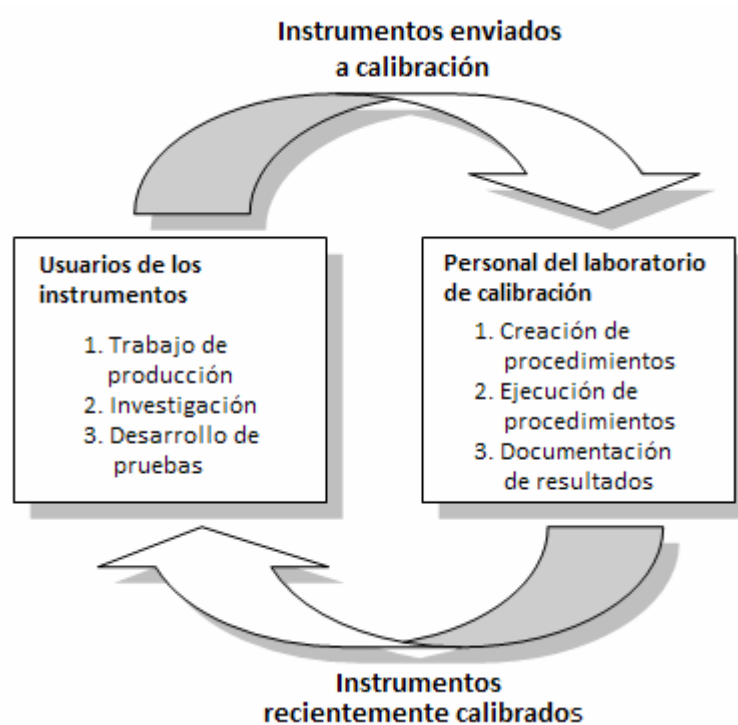 Instrumentos enviados
a calibración
Usuarios de los
instrumentos
1. Trabajo de
producción
2. Investigación
3. Desarrollo de
pruebas
Personal del laboratorio
de calibración
1. Creación de
procedimientos
2. Ejecución de
procedimientos
3. Documentación
de resultados
Instrumentos
recientemente calibrados